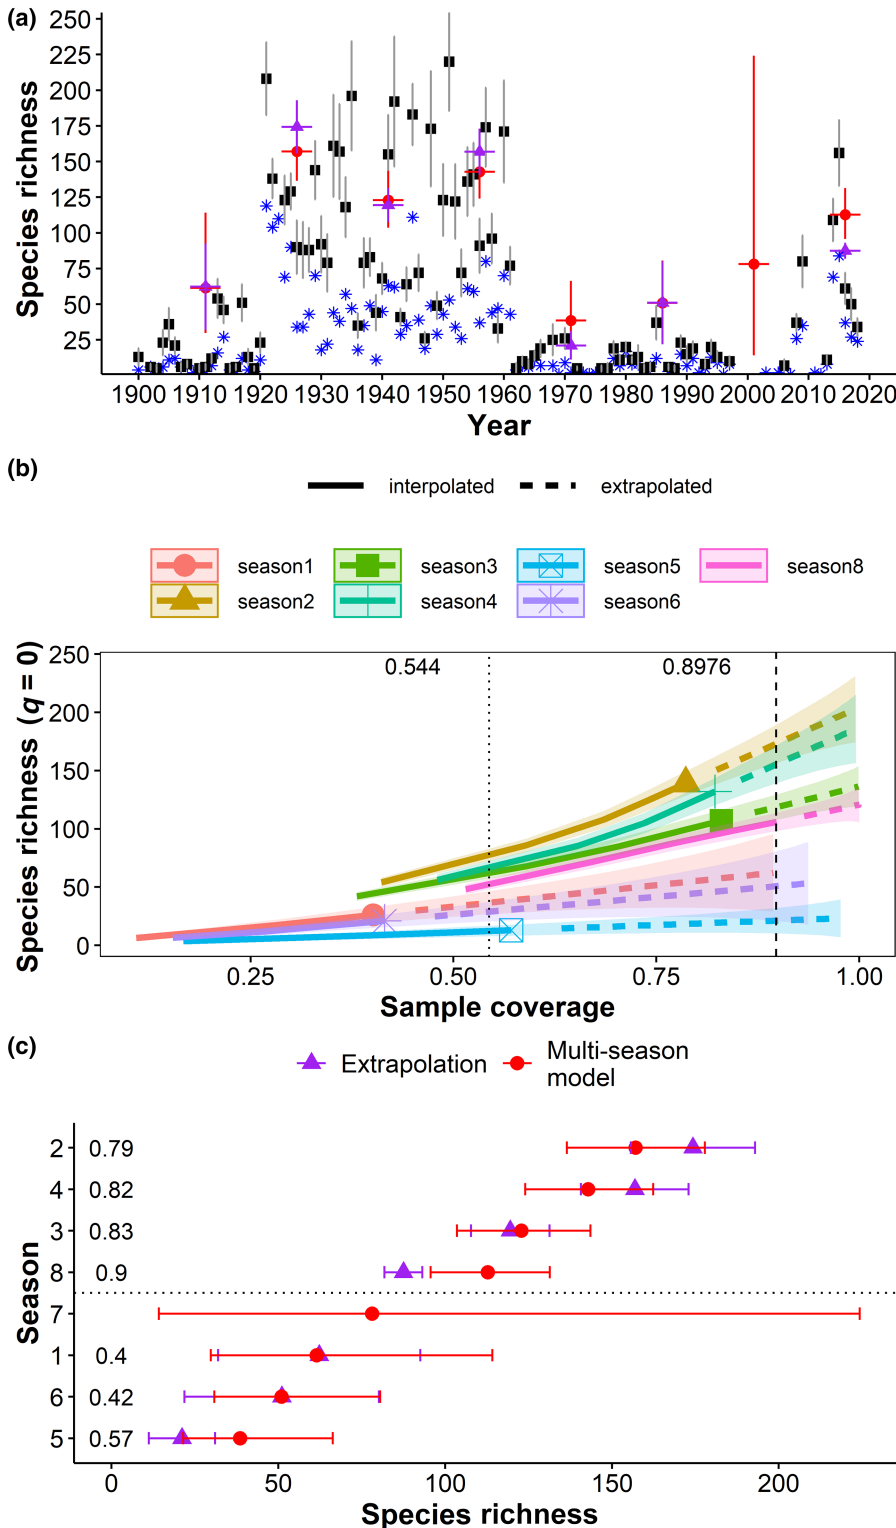 (a)
250
225
200
175
150
125
100
75
50
25
Species richness
1900 1910 1920 1930 1940 1950 1960 1970 1980 1990 2000 2010 2020
Year
(b)
interpolated extrapolated
season1 season3 season5 season8
season2 season4 season6
250
200
150
100
50
0
Species richness (q = 0)
0.544 0.8976
0.25 0.50 0.75 1.00
Sample coverage
(c)
Extrapolation Multi-season
model
Season
2 0.79
4 0.82
3 0.83
8 0.9
7
1 0.4
6 0.42
5 0.57
0 50 100 150 200
Species richness